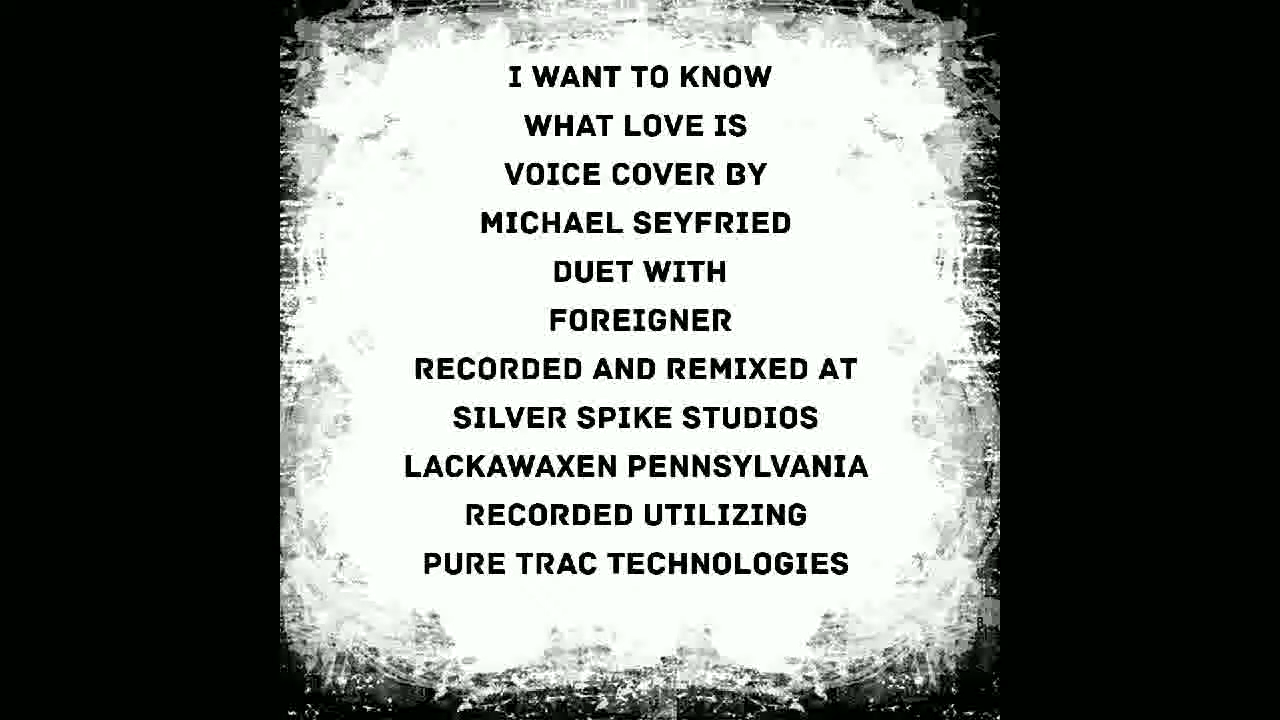 I WANT TO KNOW
WHAT LOVE IS
VOICE COVER BY
MICHAEL SEYFRIED
DUET WITH
FOREIGNER
RECORDED AND REMIXED AT
SILVER SPIKE STUDIOS
LACKAWAXEN PENNSYLVANIA
RECORDED UTILIZING
PURE TRAC TECHNOLOGIES